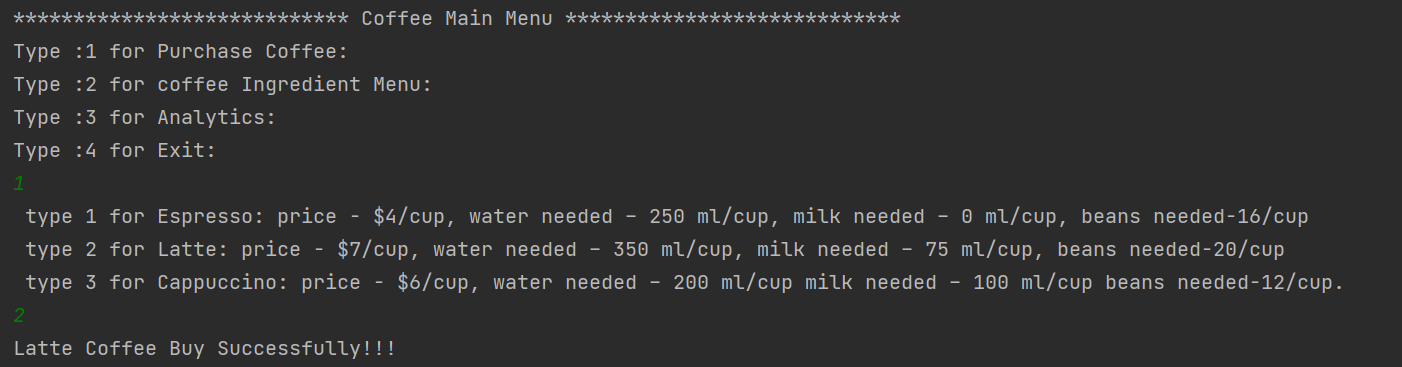 **************************** Coffee Main Menu ****************************
Type :1 for Purchase Coffee:
Type :2 for coffee Ingredient Menu:
Type :3 for Analytics:
Type :4 for Exit:
1
type 1 for Espresso: price - $4/cup, water needed – 250 ml/cup, milk needed – 0 ml/cup, beans needed-16/cup
type 2 for Latte: price - $7/cup, water needed – 350 ml/cup, milk needed – 75 ml/cup, beans needed-20/cup
type 3 for Cappuccino: price - $6/cup, water needed – 200 ml/cup milk needed – 100 ml/cup beans needed-12/cup.
2
Latte Coffee Buy Successfully!!!